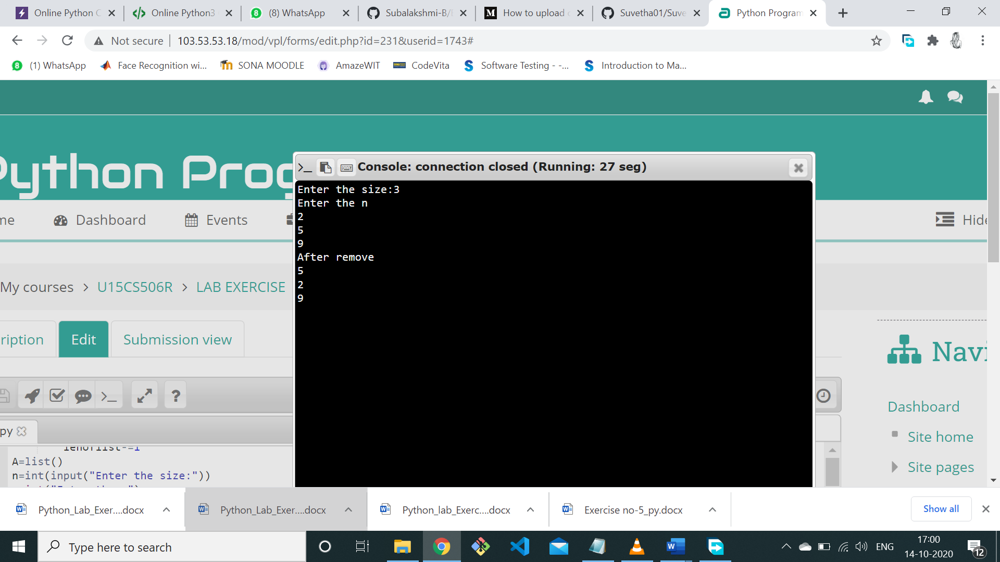 Online Python C
Online Python3
(8) WhatsApp
Subalakshmi-B/
How to upload
Suvetha01/Suve
Python Program
Not secure
103.53.53.18/mod/vpl/forms/edit.php?id=231&userid=1743#
(1) WhatsApp
Face Recognition wi...
SONA MOODLE
AmazeWIT
CodeVita
Software Testing - -...
Introduction to Ma...
Python Prog
Console: connection closed (Running: 27 seg)
Enter the size:3
Enter the n
2
5
9
After remove
5
2
9
me
Dashboard
Events
Hide
My courses > U15CS506R > LAB EXERCISE
ription
Edit
Submission view
Navi
Dashboard
Site home
Site pages
py
lenoflist-=1
A=list()
n=int(input("Enter the size:"))
Python_Lab_Exer....docx
Python_Lab_Exer....docx
Python_lab_Exerc....docx
Exercise no-5_py.docx
Show all
Type here to search
ENG
17:00
14-10-2020
12